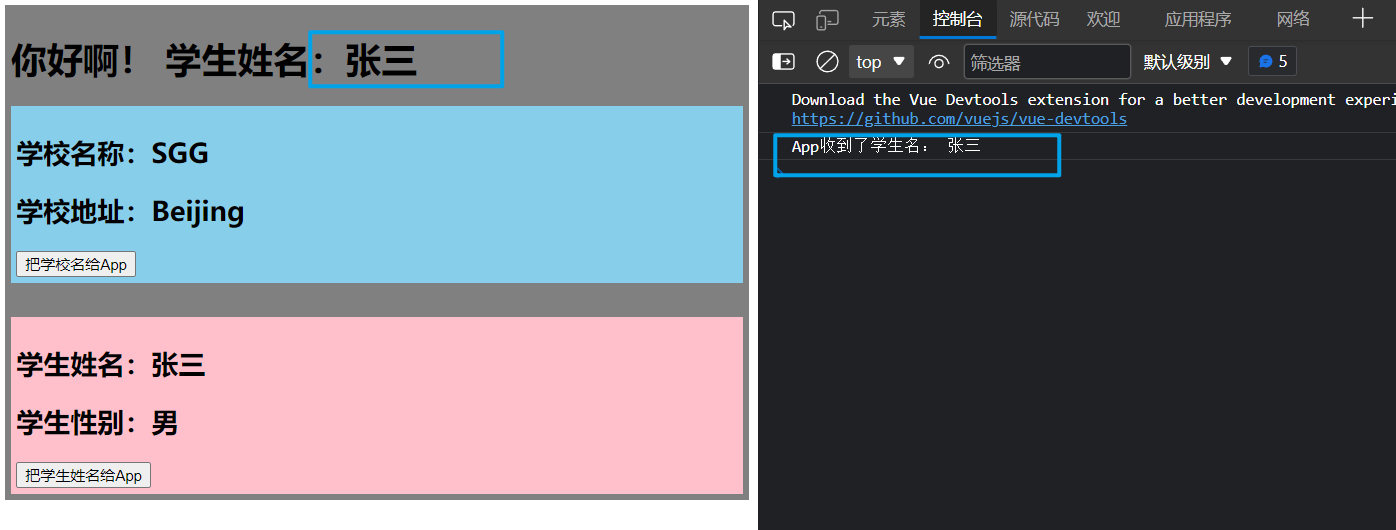 你好啊！ 学生姓名：张三
学校名称：SGG
学校地址：Beijing
把学校名给App
学生姓名：张三
学生性别：男
把学生姓名给App
元素 控制台 源代码 欢迎 应用程序 网络
top 筛选器 默认级别 5
Download the Vue Devtools extension for a better development experi
https://github.com/vuejs/vue-devtools
App收到了学生名： 张三